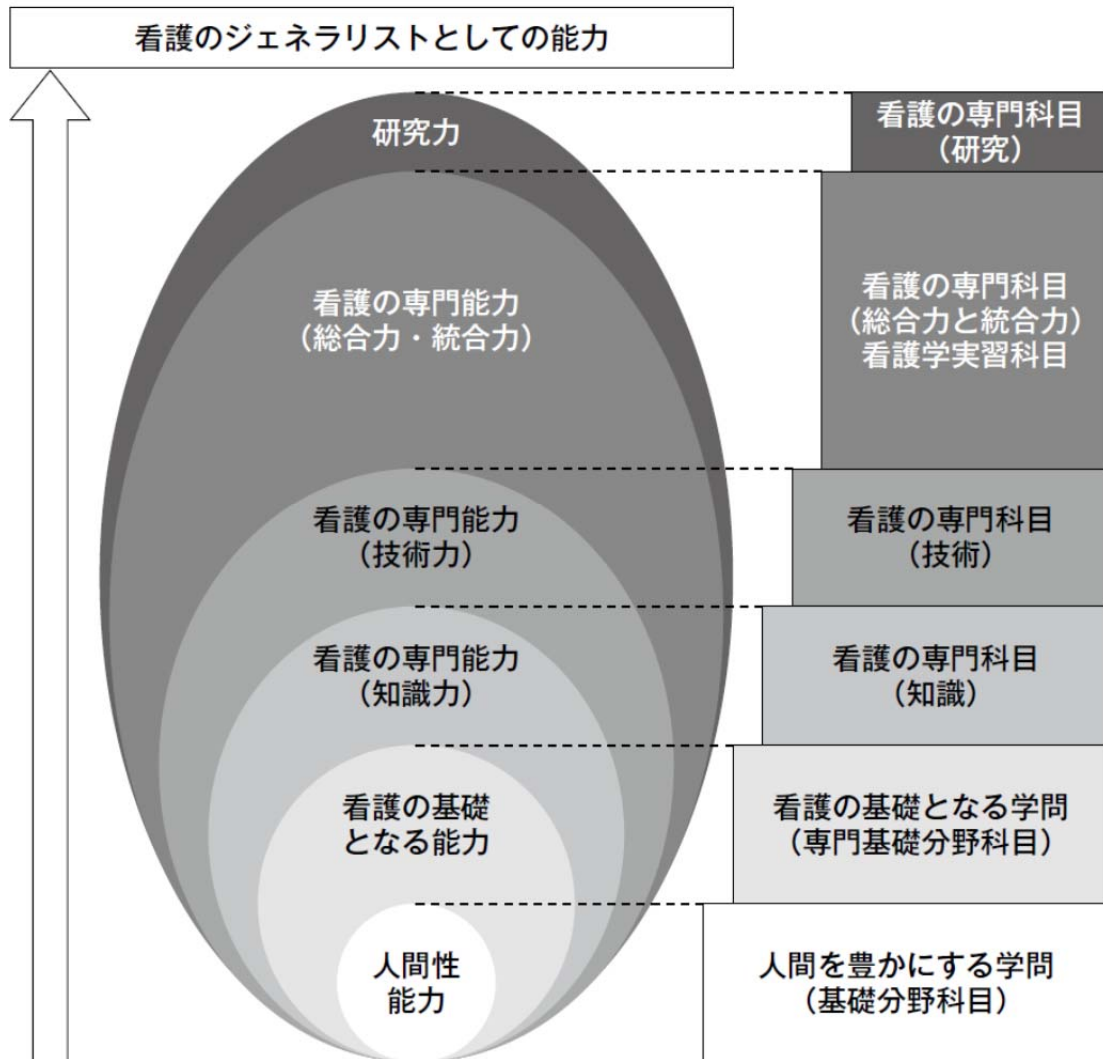 看護のジェネラリストとしての能力
研究力
看護の専門科目
（研究）
看護の専門能力
（総合力・統合力）
看護の専門科目
（総合力と統合力）
看護学実習科目
看護の専門能力
（技術力）
看護の専門科目
（技術）
看護の専門能力
（知識力）
看護の専門科目
（知識）
看護の基礎
となる能力
看護の基礎となる学問
（専門基礎分野科目）
人間性
能力
人間を豊かにする学問
（基礎分野科目）